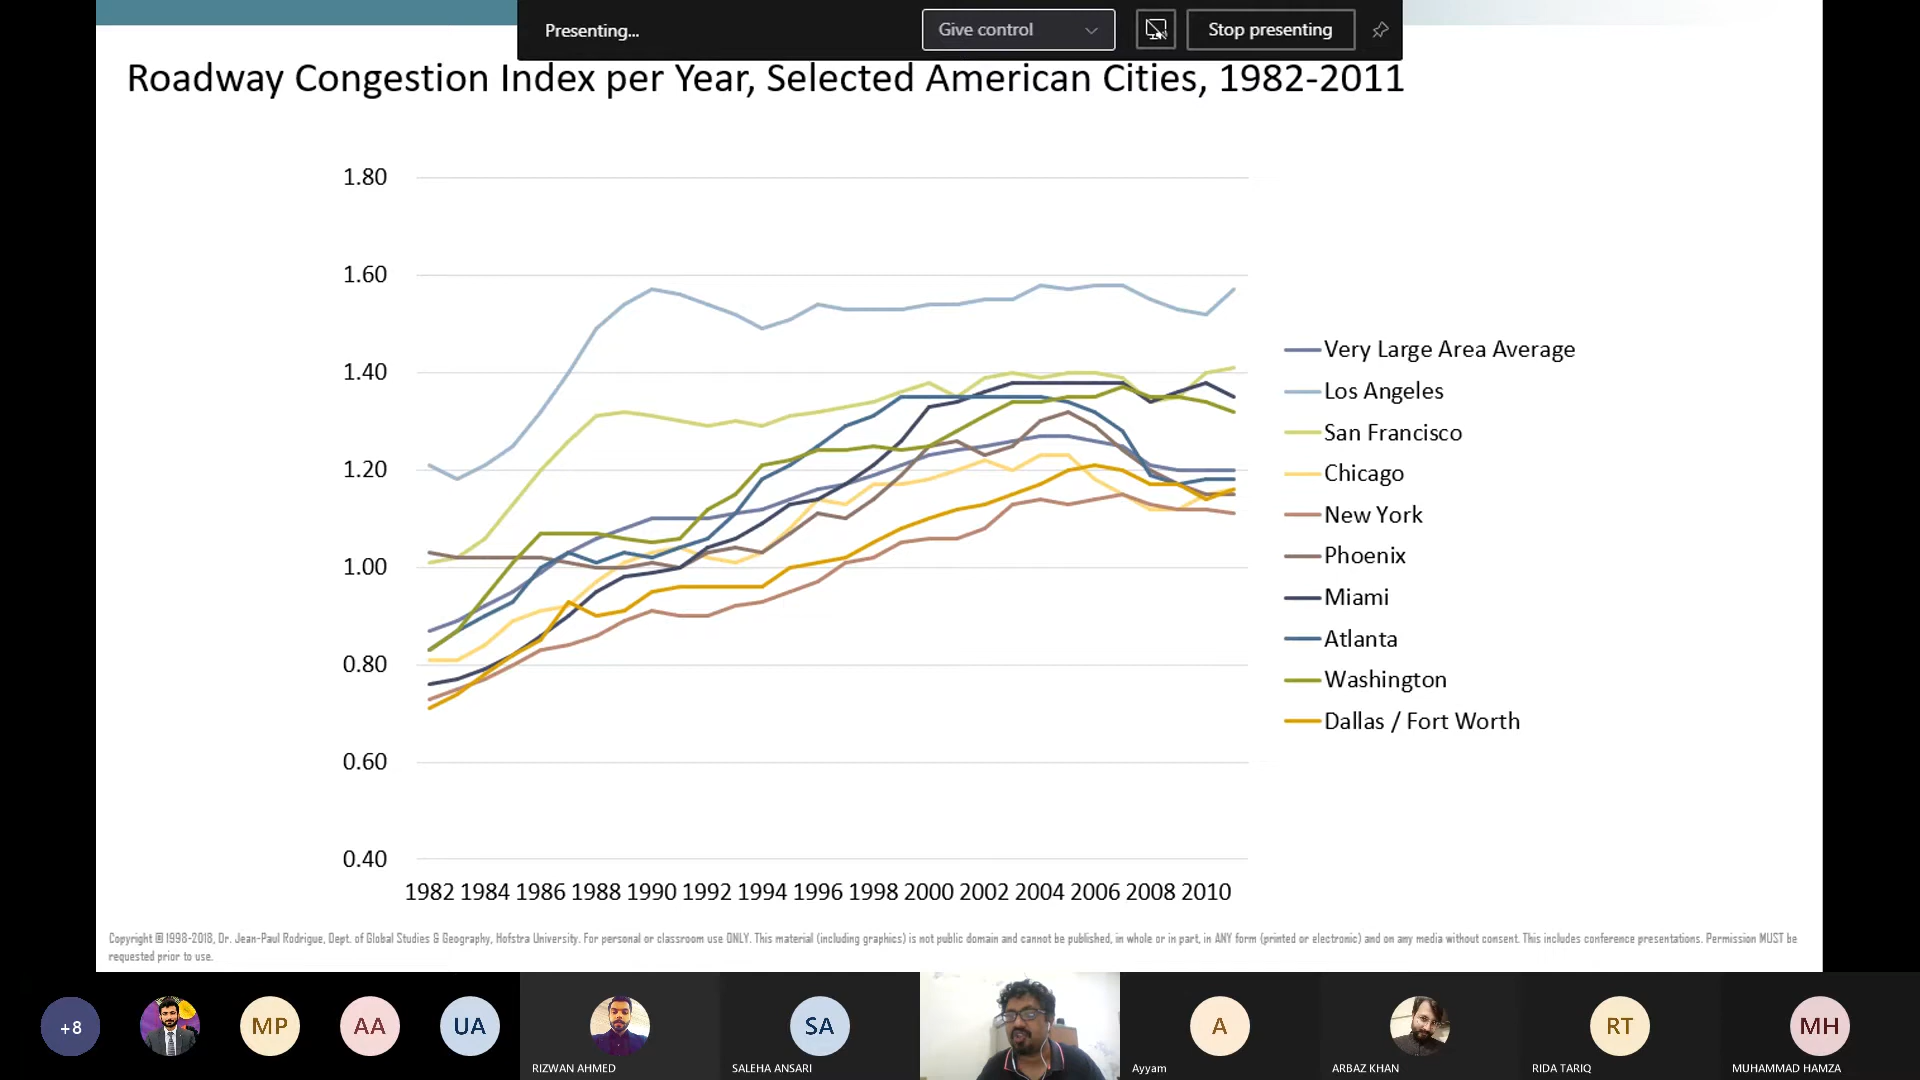 Presenting...
Give control
Stop presenting
Roadway Congestion Index per Year, Selected American Cities, 1982-2011
1.80
1.60
1.40
1.20
1.00
0.80
0.60
0.40
1982 1984 1986 1988 1990 1992 1994 1996 1998 2000 2002 2004 2006 2008 2010
Very Large Area Average
Los Angeles
San Francisco
Chicago
New York
Phoenix
Miami
Atlanta
Washington
Dallas / Fort Worth
Copyright © 1998-2018, Dr. Jean-Paul Rodrigue, Dept. of Global Studies & Geography, Hofstra University. For personal or classroom use ONLY. This material (including graphics) is not public domain and cannot be published, in whole or in part, in ANY form (printed or electronic) and on any media without consent. This includes conference presentations. Permission MUST be
requested prior to use.
+8
MP
AA
UA
RIZWAN AHMED
SA
SALEHA ANSARI
A
Ayyam
ARBAZ KHAN
RT
RIDA TARIQ
MH
MUHAMMAD HAMZA